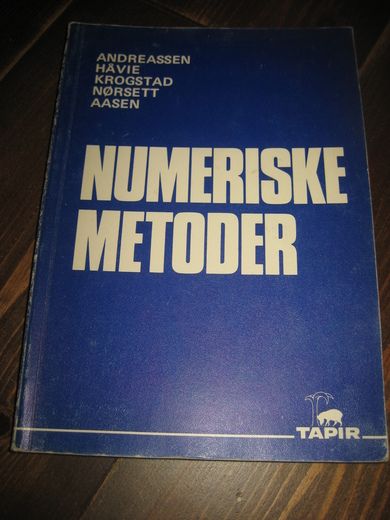 ANDREASSEN
HÅVIE
KROGSTAD
NØRSETT
AASEN
NUMERISKE
METODER
TAPIR